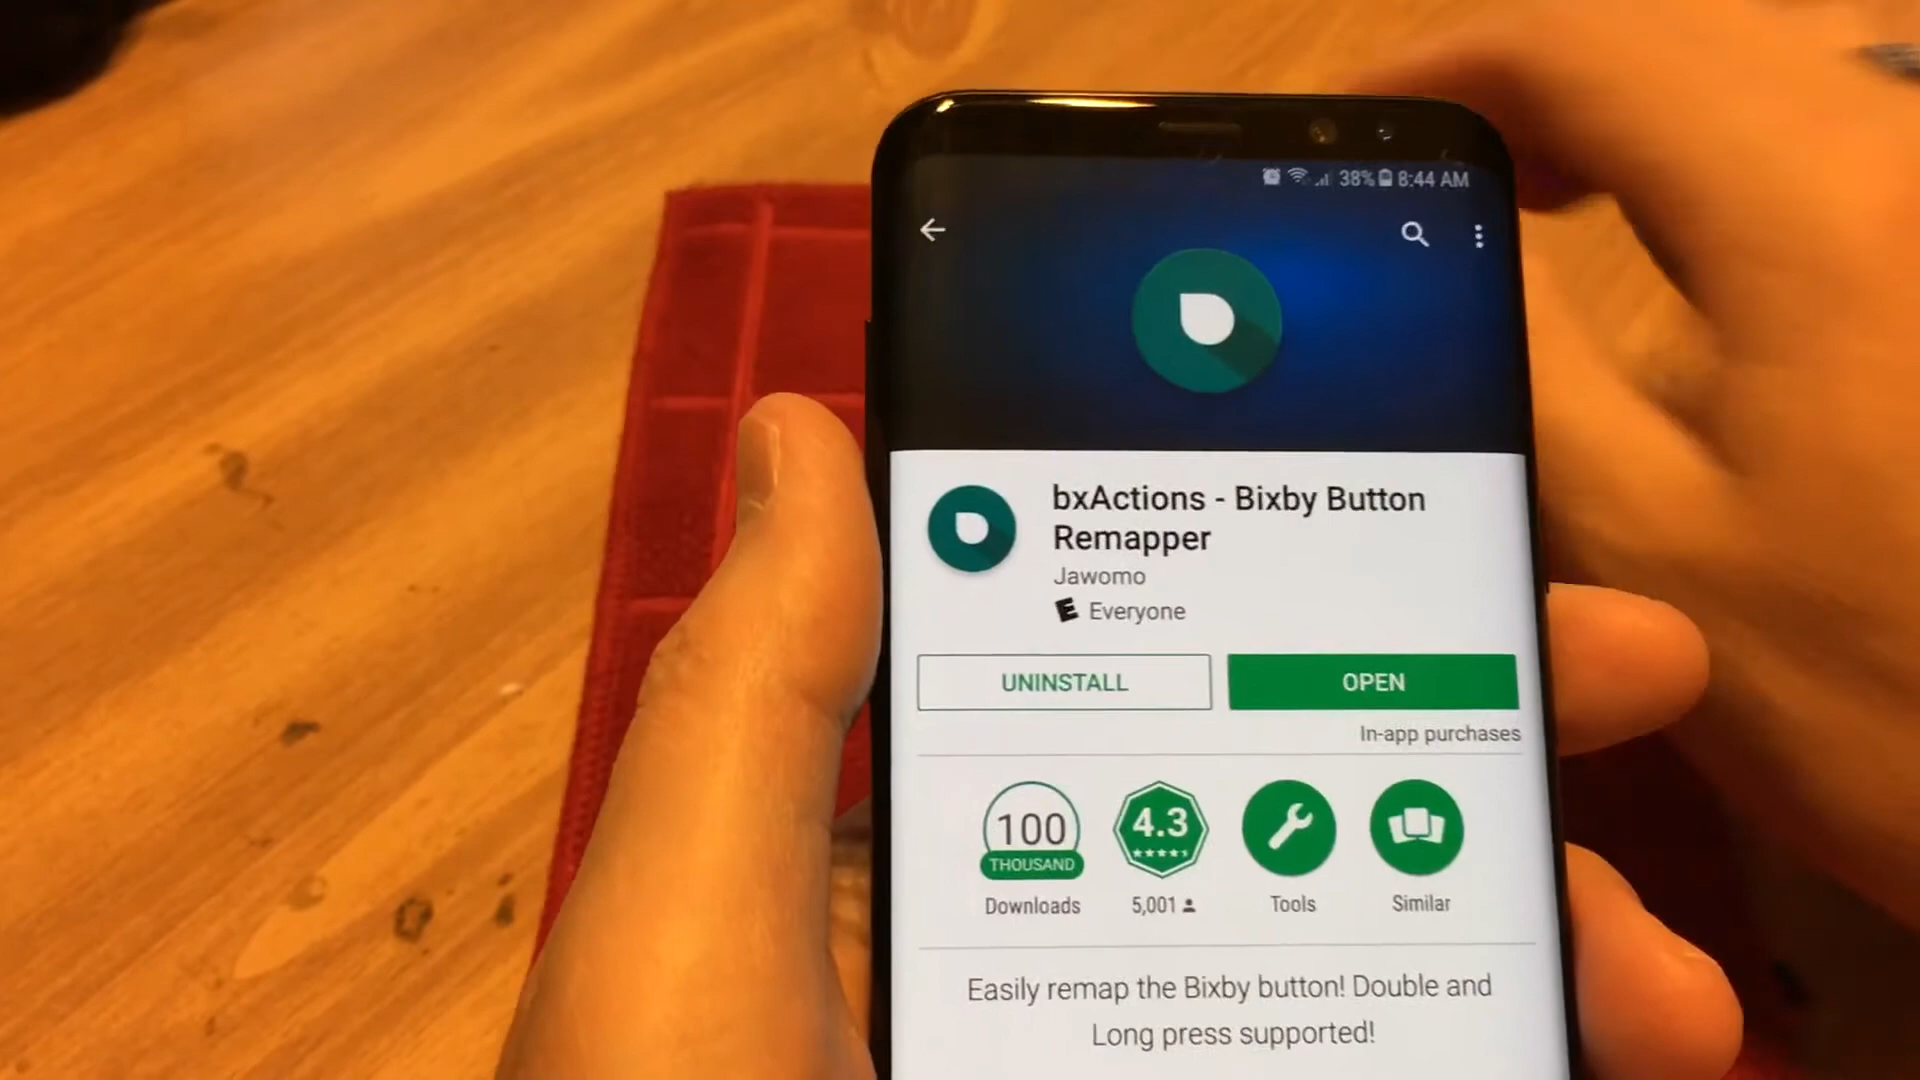 38% 8:44 AM
bxActions - Bixby Button
Remapper
Jawomo
E Everyone
UNINSTALL
OPEN
In-app purchases
100
THOUSAND
Downloads
4.3
5,001
Tools
Similar
Easily remap the Bixby button! Double and
Long press supported!